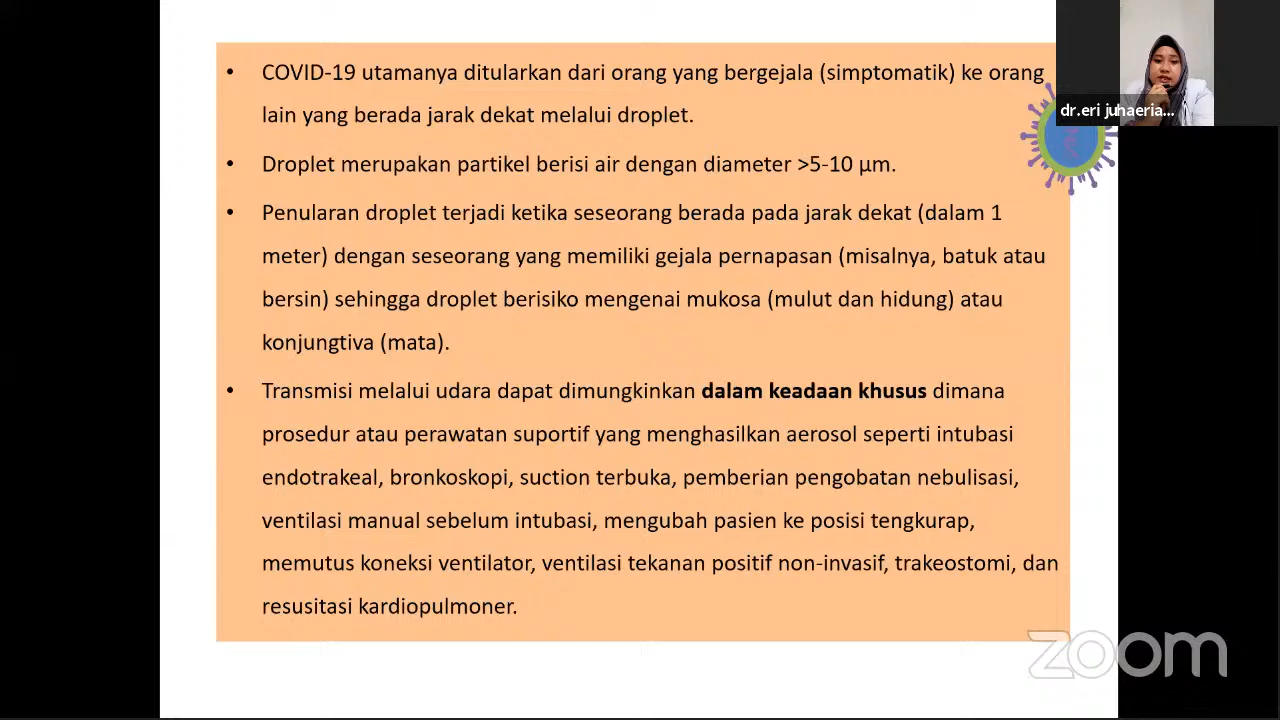 • COVID-19 utamanya ditularkan dari orang yang bergejala (simptomatik) ke orang
lain yang berada jarak dekat melalui droplet.
• Droplet merupakan partikel berisi air dengan diameter >5-10 µm.
• Penularan droplet terjadi ketika seseorang berada pada jarak dekat (dalam 1
meter) dengan seseorang yang memiliki gejala pernapasan (misalnya, batuk atau
bersin) sehingga droplet berisiko mengenai mukosa (mulut dan hidung) atau
konjungtiva (mata).
• Transmisi melalui udara dapat dimungkinkan dalam keadaan khusus dimana
prosedur atau perawatan suportif yang menghasilkan aerosol seperti intubasi
endotrakeal, bronkoskopi, suction terbuka, pemberian pengobatan nebulisasi,
ventilasi manual sebelum intubasi, mengubah pasien ke posisi tengkurap,
memutus koneksi ventilator, ventilasi tekanan positif non-invasif, trakeostomi, dan
resusitasi kardiopulmoner.
dr.eri juhaeria...
zoom